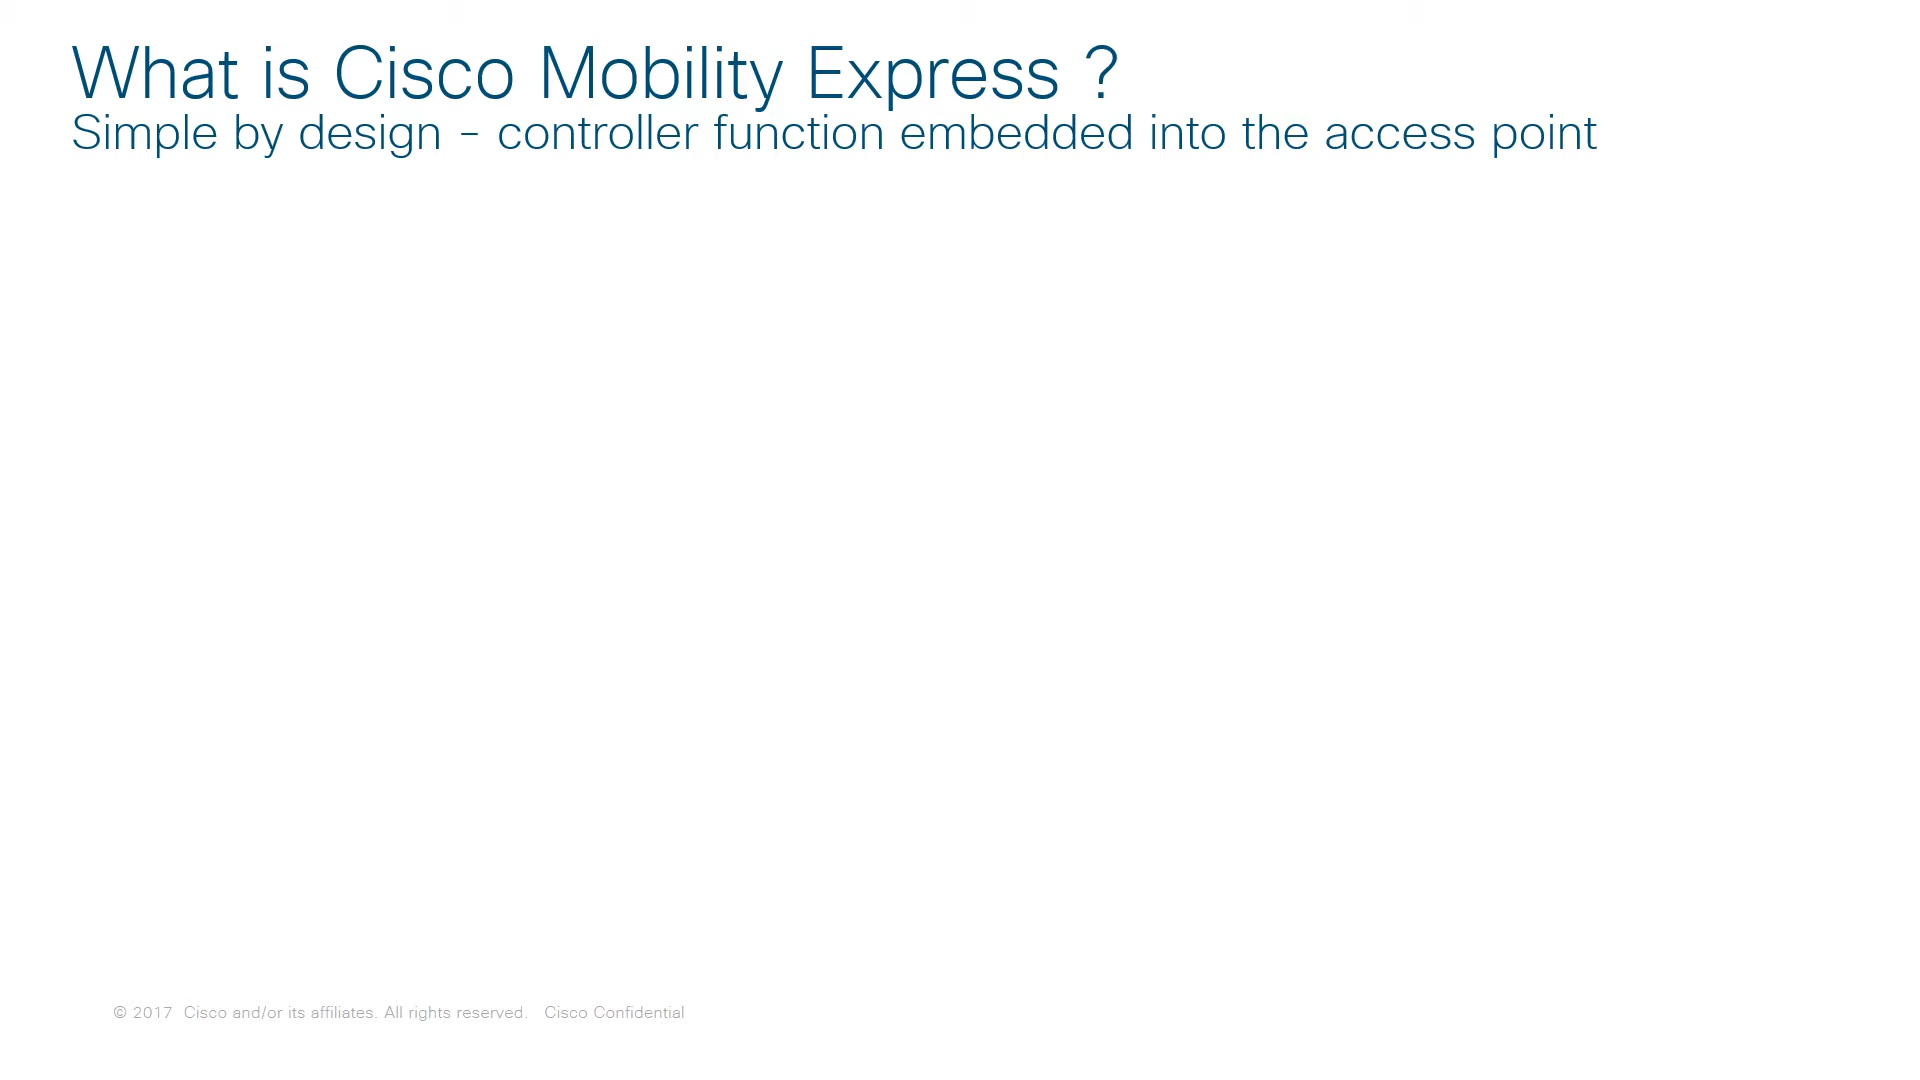 What is Cisco Mobility Express ?
Simple by design - controller function embedded into the access point
© 2017 Cisco and/or its affiliates. All rights reserved. Cisco Confidential